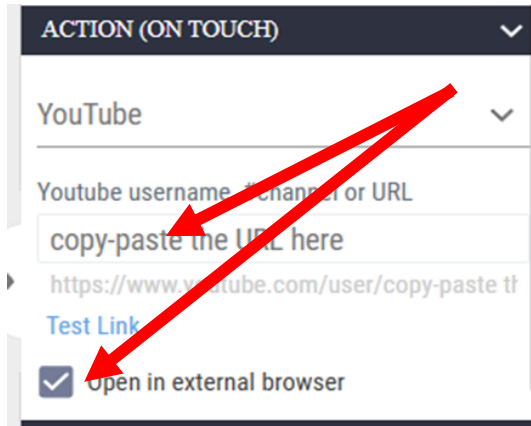 ACTION (ON TOUCH)
YouTube
Youtube username, #channel or URL
copy-paste the URL here
https://www.youtube.com/user/copy-paste th
Test Link
Open in external browser